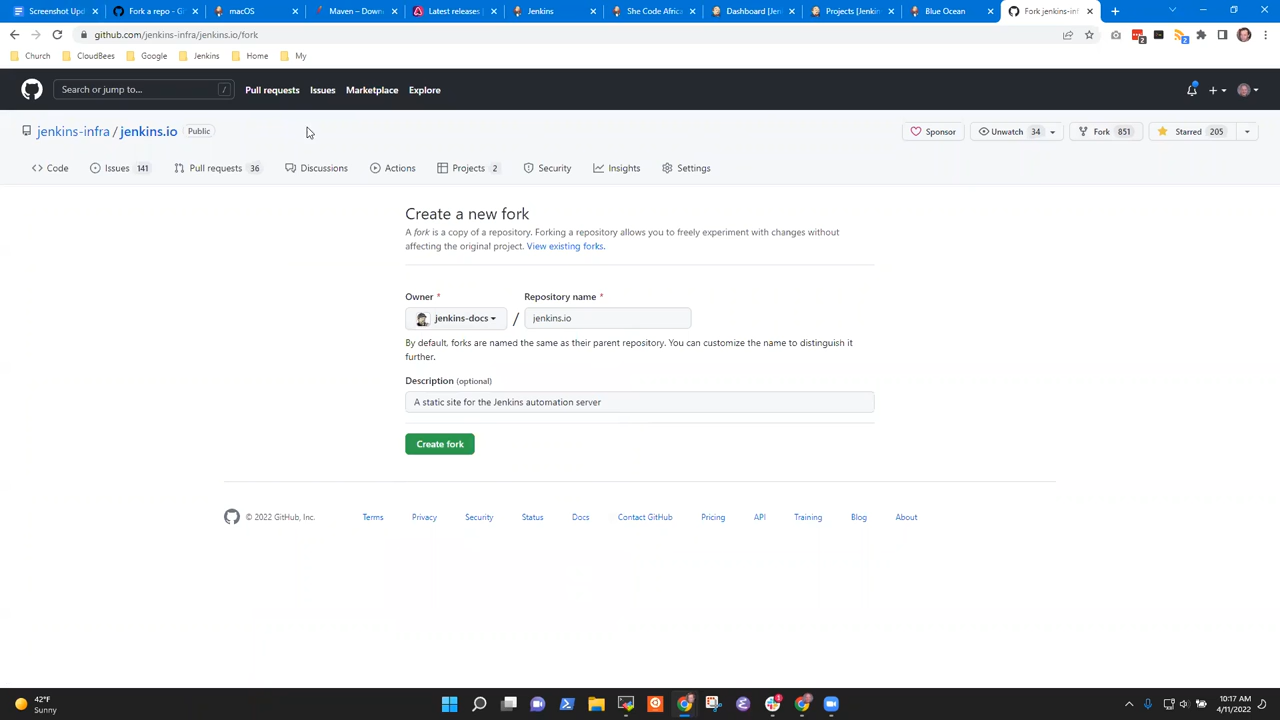 Screenshot Upd
Fork a repo - Gi
macOS
Maven – Down
Latest releases |
Jenkins
She Code Africa
Dashboard [Jen
Projects [Jenkin
Blue Ocean
Fork jenkins-inf
github.com/jenkins-infra/jenkins.io/fork
2
2
Church
CloudBees
Google
Jenkins
Home
My
Search or jump to...
/
Pull requests
Issues
Marketplace
Explore
jenkins-infra / jenkins.io Public
Sponsor
Unwatch 34
Fork 851
Starred 205
Code
Issues 141
Pull requests 36
Discussions
Actions
Projects 2
Security
Insights
Settings
Create a new fork
A fork is a copy of a repository. Forking a repository allows you to freely experiment with changes without
affecting the original project. View existing forks.
Owner *
Repository name *
jenkins-docs
/
jenkins.io
By default, forks are named the same as their parent repository. You can customize the name to distinguish it
further.
Description (optional)
A static site for the Jenkins automation server
Create fork
© 2022 GitHub, Inc.
Terms
Privacy
Security
Status
Docs
Contact GitHub
Pricing
API
Training
Blog
About
42°F
Sunny
10:17 AM
4/11/2022